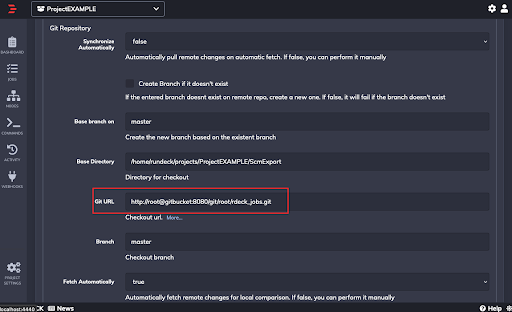 ProjectEXAMPLE
Git Repository
Synchronize Automatically
false
Automatically pull remote changes on automatic fetch. If false, you can perform it manually
Create Branch if it doesn't exist
If the entered branch doesnt exist on remote repo, create a new one. If false, it will fail if the branch doesn't exist
Base branch on
master
Create the new branch based on the existent branch
Base Directory
/home/rundeck/projects/ProjectEXAMPLE/ScmExport
Directory for checkout
Git URL
http://root@gitbucket:8080/git/root/rdeck_jobs.git
Checkout url. More...
Branch
master
Checkout branch
Fetch Automatically
true
Automatically fetch remote changes for local comparison. If false, you can perform it manually
DASHBOARD
JOBS
NODES
COMMANDS
ACTIVITY
WEBHOOKS
PROJECT
SETTINGS
localhost:4440
CK
News
Help